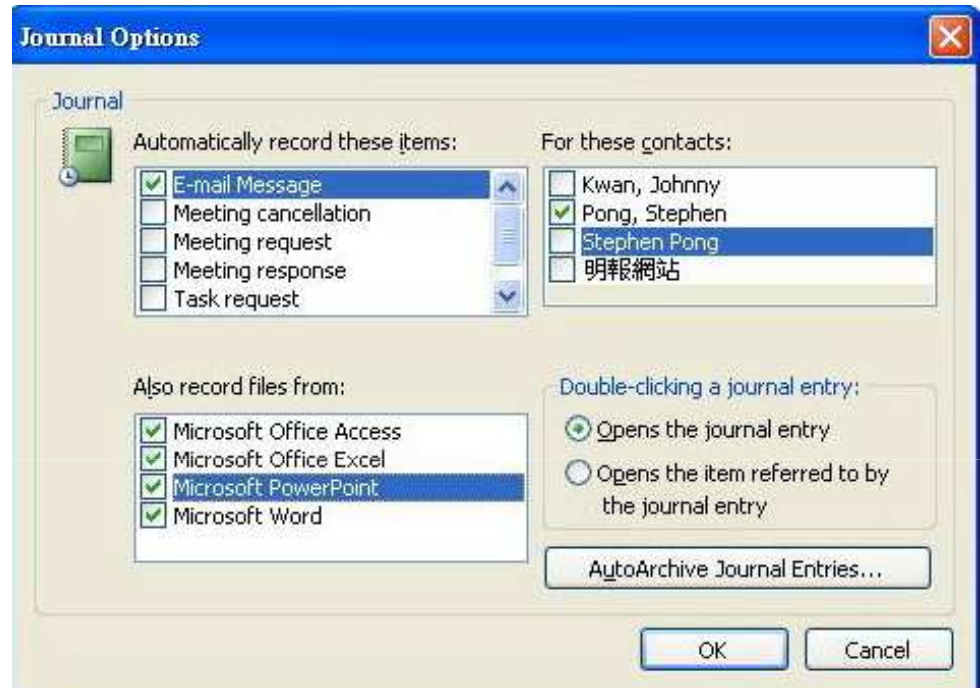 Journal Options
Journal
Automatically record these items:
E-mail Message
Meeting cancellation
Meeting request
Meeting response
Task request
For these contacts:
Kwan, Johnny
Pong, Stephen
Stephen Pong
明報網站
Also record files from:
Microsoft Office Access
Microsoft Office Excel
Microsoft PowerPoint
Microsoft Word
Double-clicking a journal entry:
Opens the journal entry
Opens the item referred to by
the journal entry
AutoArchive Journal Entries...
OK
Cancel